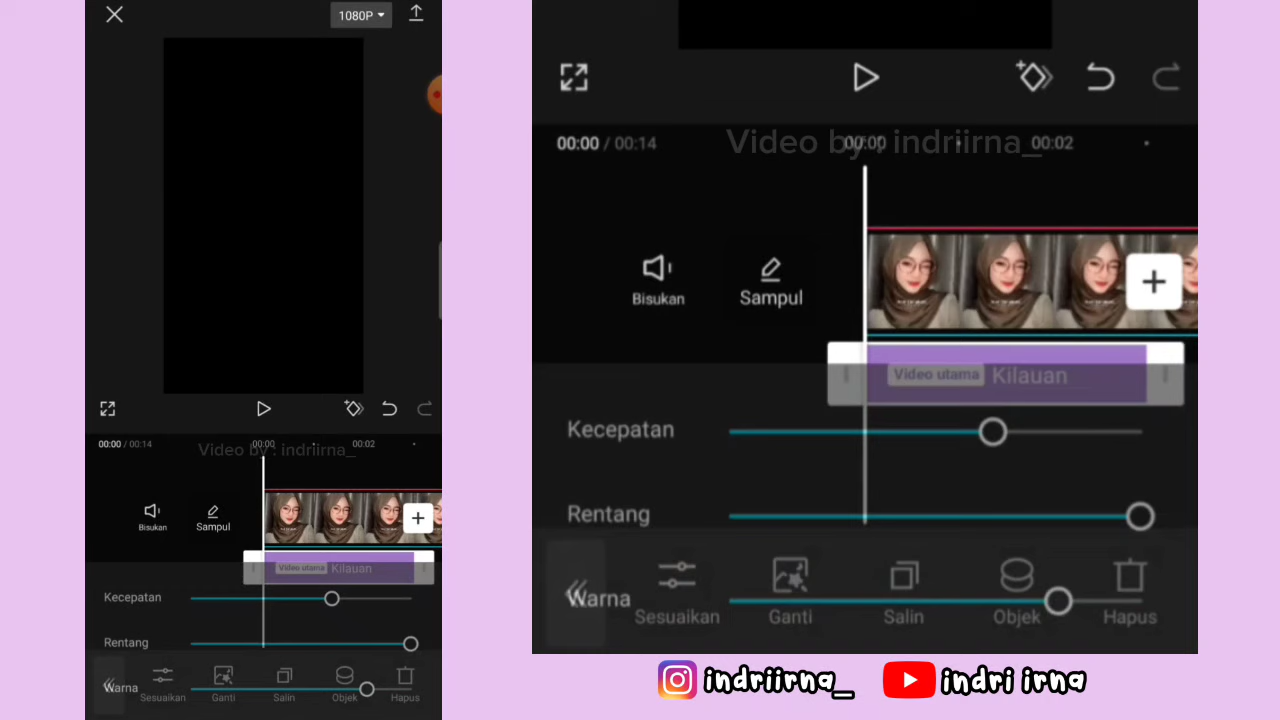 1080P
00:00 / 00:14
00:00
00:02
Video by : indriirna_
Bisukan
Sampul
Video utama
Kilauan
Kecepatan
Rentang
Warna
Sesuaikan
Ganti
Salin
Objek
Hapus
00:00 / 00:14
00:00
00:02
Video by : indriirna_
Bisukan
Sampul
Video utama
Kilauan
Kecepatan
Rentang
Warna
Sesuaikan
Ganti
Salin
Objek
Hapus
indriirna_
indri irna